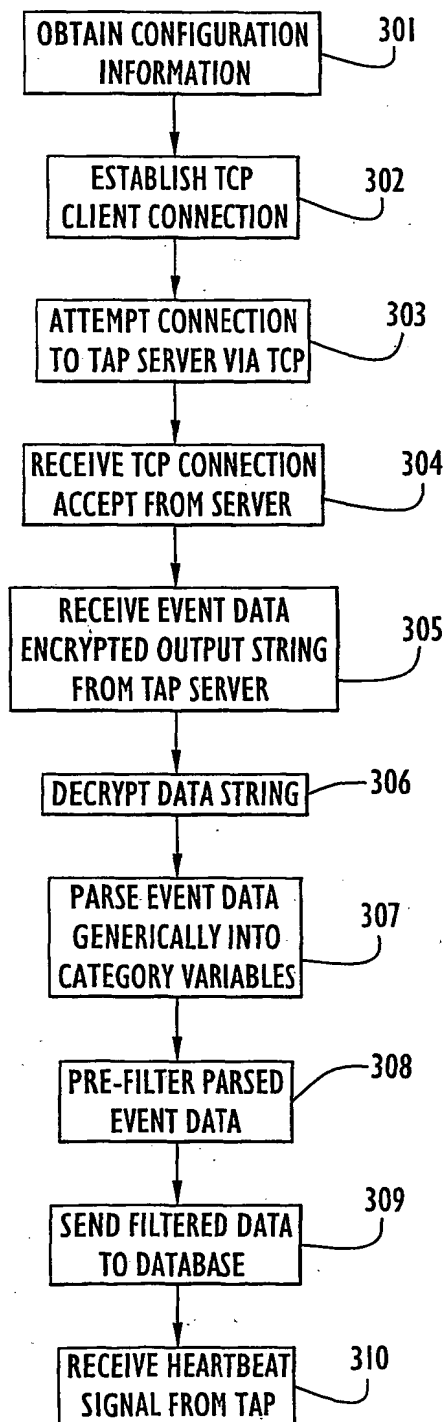 OBTAIN CONFIGURATION
INFORMATION
301
ESTABLISH TCP
CLIENT CONNECTION
302
ATTEMPT CONNECTION
TO TAP SERVER VIA TCP
303
RECEIVE TCP CONNECTION
ACCEPT FROM SERVER
304
RECEIVE EVENT DATA
ENCRYPTED OUTPUT STRING
FROM TAP SERVER
305
DECRYPT DATA STRING
306
PARSE EVENT DATA
GENERICALLY INTO
CATEGORY VARIABLES
307
PRE-FILTER PARSED
EVENT DATA
308
SEND FILTERED DATA
TO DATABASE
309
RECEIVE HEARTBEAT
SIGNAL FROM TAP
310